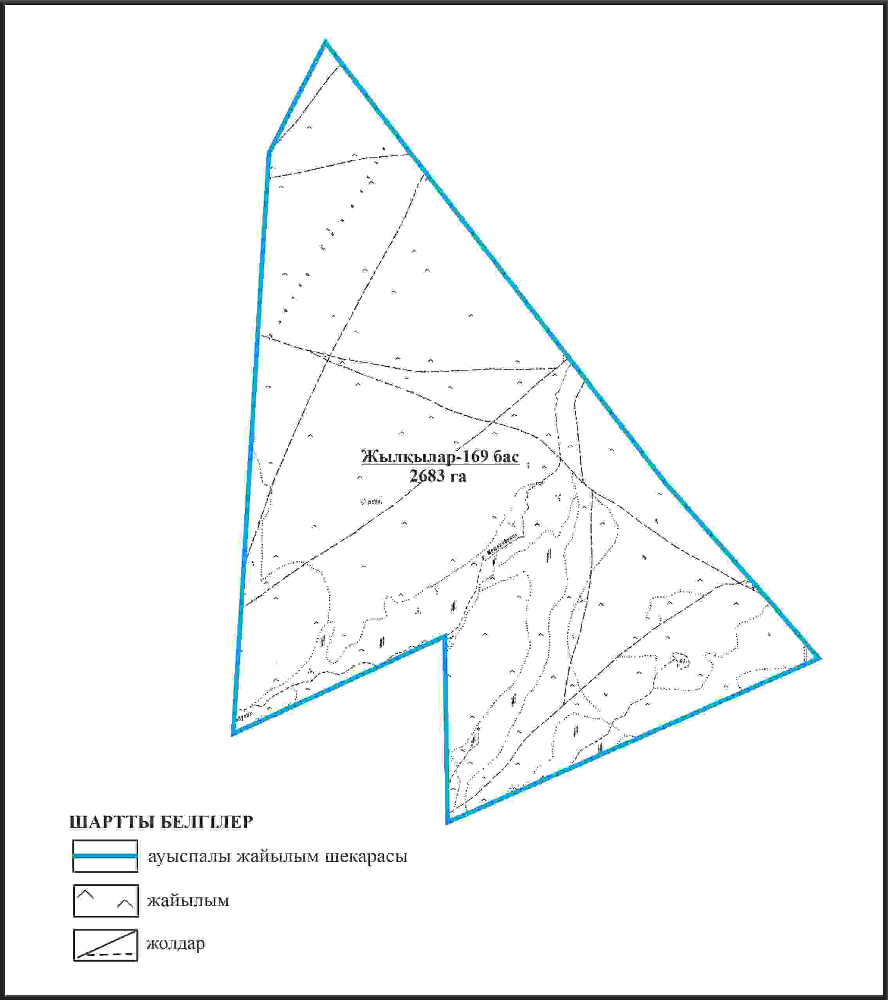 Жылқылар-169 бас
2683 га
ШАРТТЫ БЕЛГІЛЕР
ауыспалы жайылым шекарасы
жайылым
жолдар